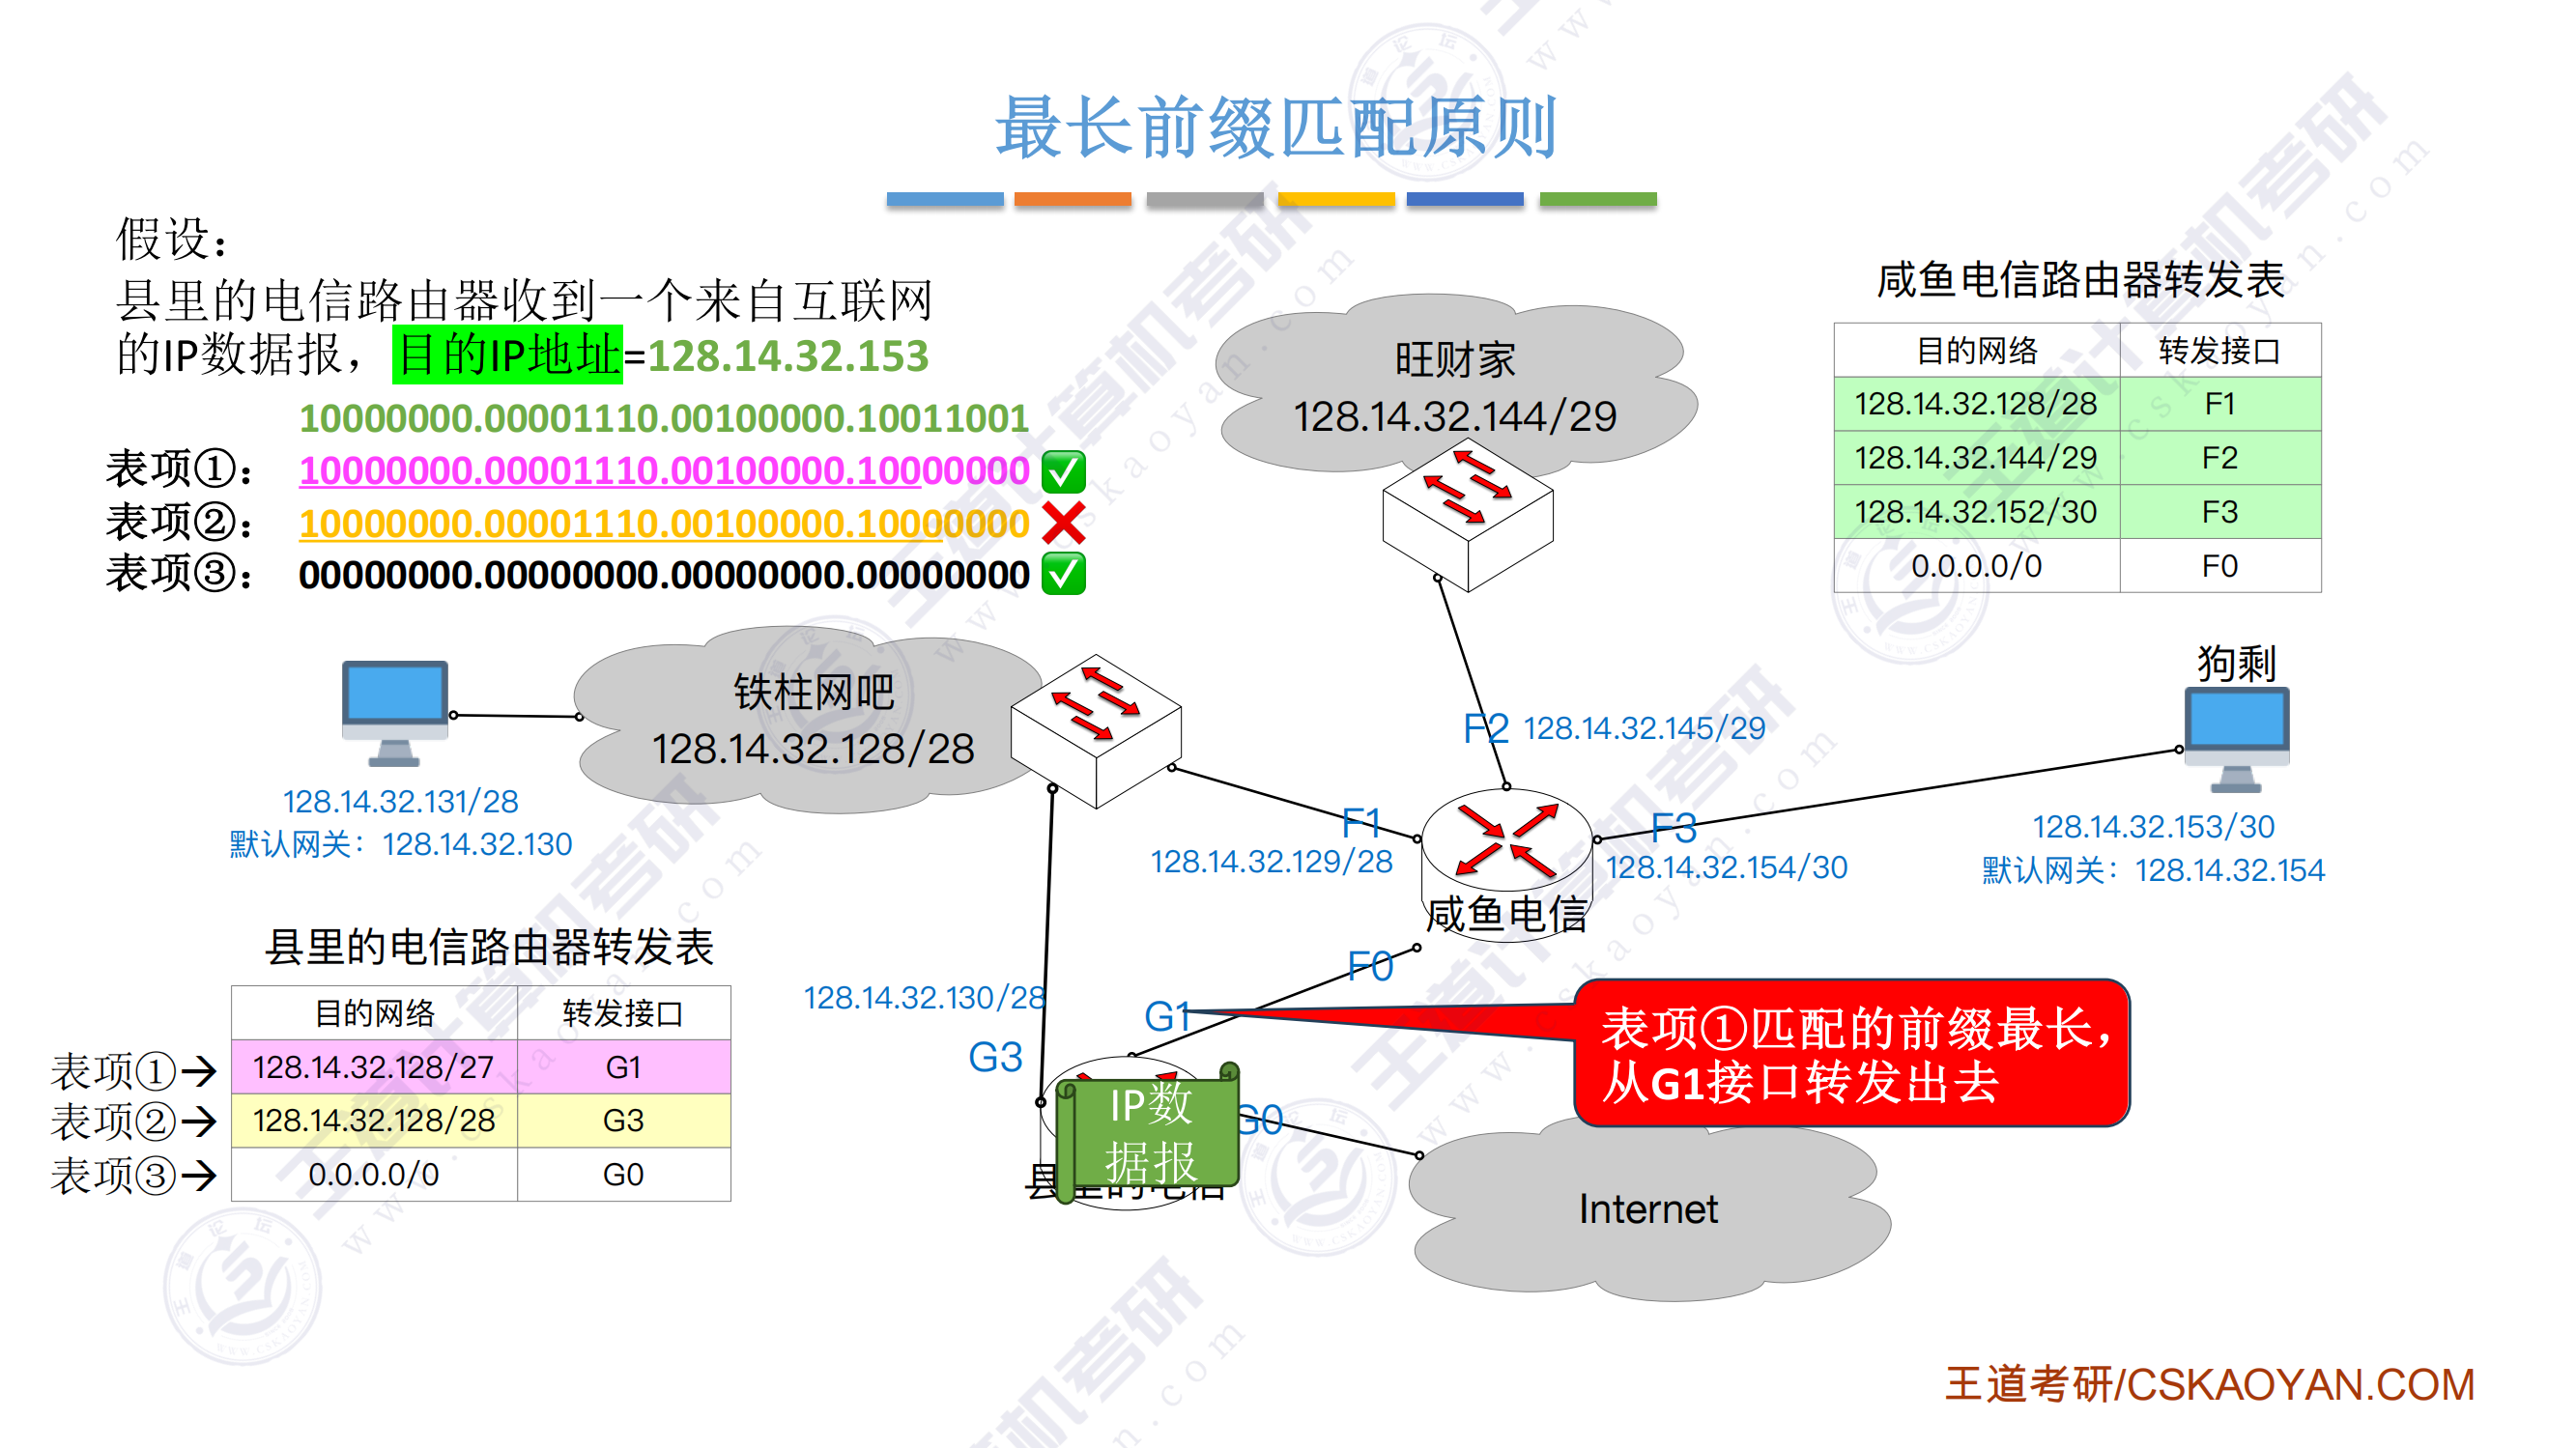 最长前缀匹配原则
假设：
县里的电信路由器收到一个来自互联网
的IP数据报，目的IP地址=128.14.32.153
10000000.00001110.00100000.10011001
表项①： 10000000.00001110.00100000.10000000
表项②： 10000000.00001110.00100000.10000000
表项③： 00000000.00000000.00000000.00000000
旺财家
128.14.32.144/29
咸鱼电信路由器转发表
目的网络 转发接口
128.14.32.128/28 F1
128.14.32.144/29 F2
128.14.32.152/30 F3
0.0.0.0/0 F0
铁柱网吧
128.14.32.128/28
128.14.32.131/28
默认网关：128.14.32.130
F2 128.14.32.145/29
F1
128.14.32.129/28
F3
128.14.32.154/30
咸鱼电信
狗剩
128.14.32.153/30
默认网关：128.14.32.154
F0
128.14.32.130/28
G1
G3
G0
IP数
据报
县里的电信
Internet
表项①匹配的前缀最长，
从G1接口转发出去
县里的电信路由器转发表
目的网络 转发接口
表项①→ 128.14.32.128/27 G1
表项②→ 128.14.32.128/28 G3
表项③→ 0.0.0.0/0 G0
王道考研/CSKAOYAN.COM
王道计算机考研
www.cskaoyan.com